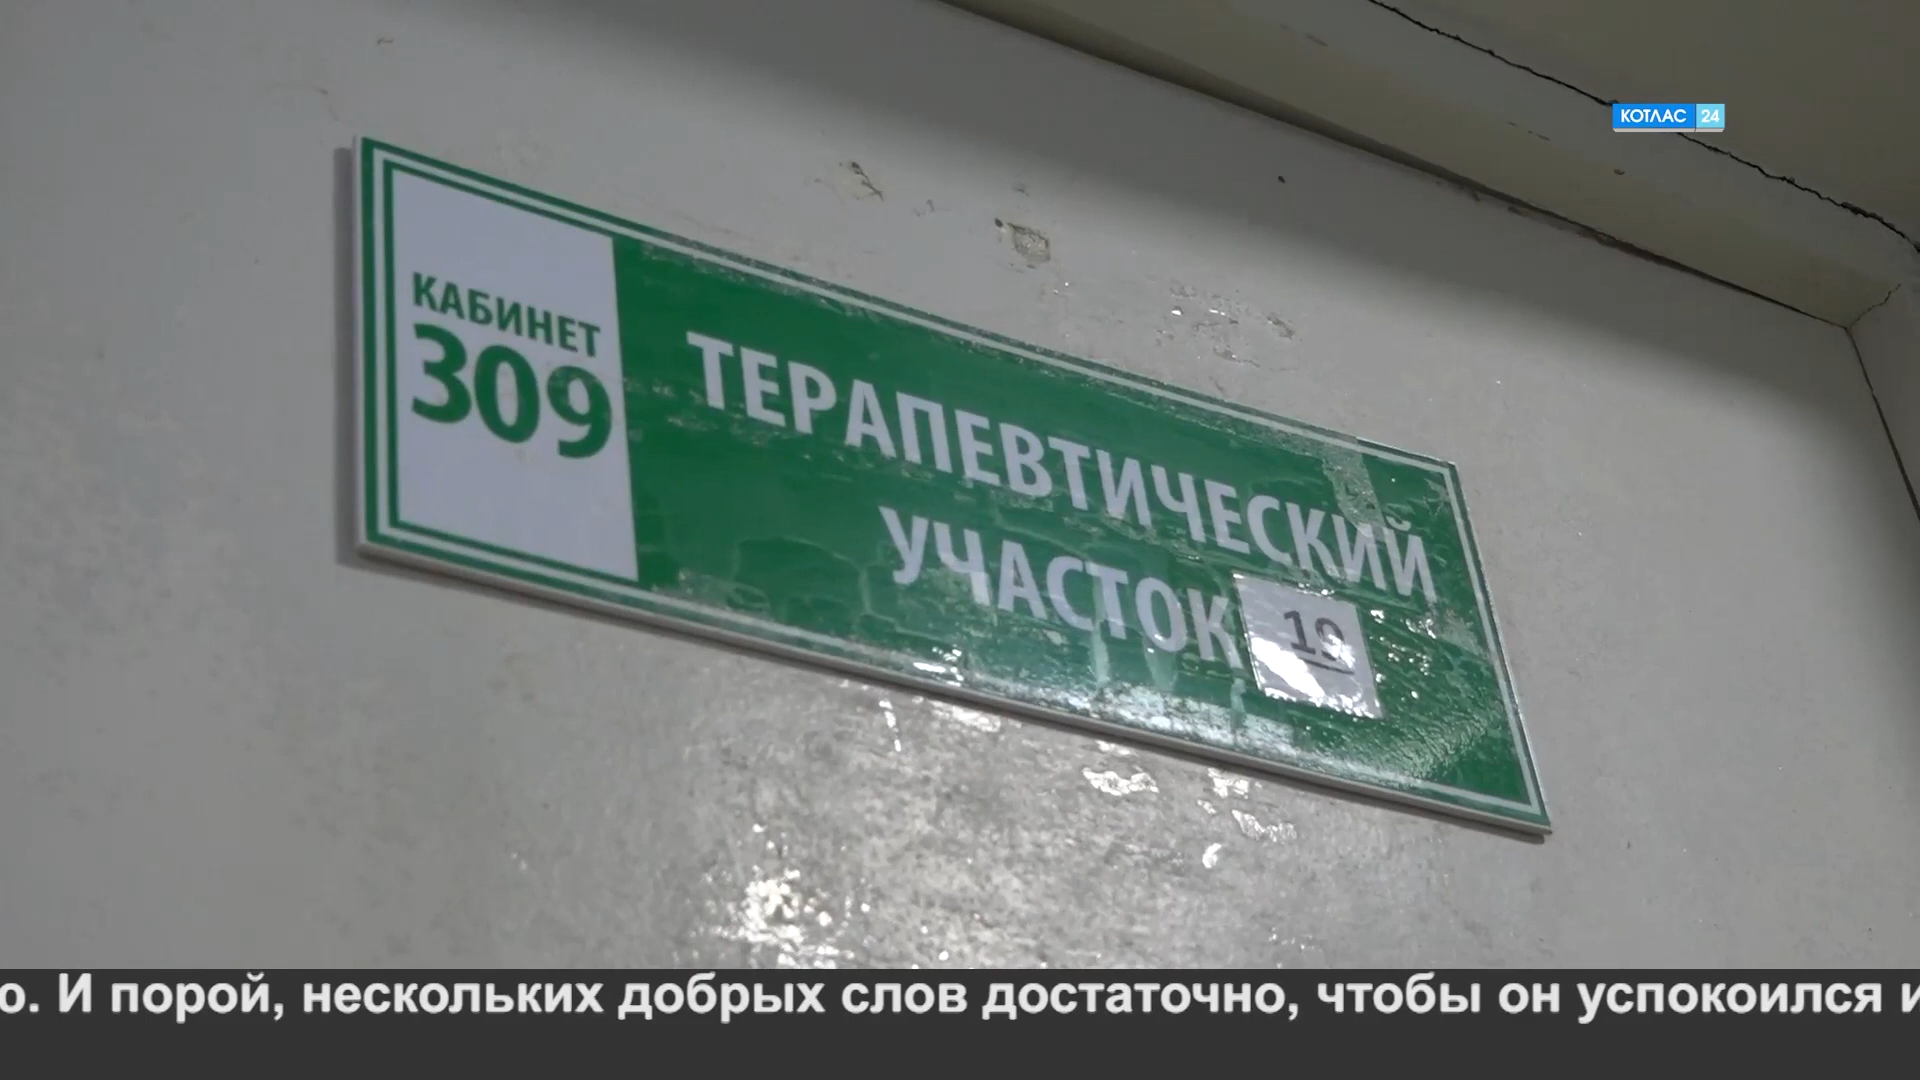 КОТЛАС 24
КАБИНЕТ
309
ТЕРАПЕВТИЧЕСКИЙ
УЧАСТОК 19
И порой, нескольких добрых слов достаточно, чтобы он успокоился и